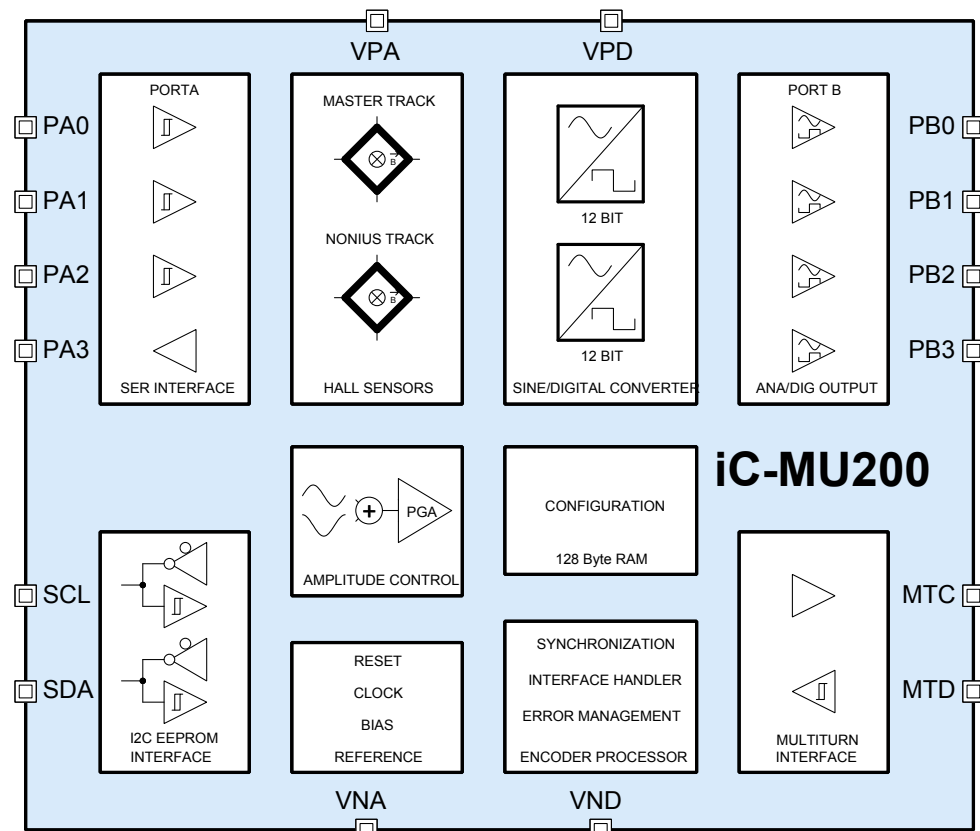 VPA
VPD
PORTA
PORT B
MASTER TRACK
PA0
PB0
B
PA1
PB1
12 BIT
NONIUS TRACK
PA2
PB2
B
PA3
PB3
12 BIT
SER INTERFACE
HALL SENSORS
SINE/DIGITAL CONVERTER
ANA/DIG OUTPUT
iC-MU200
CONFIGURATION
+
PGA
128 Byte RAM
AMPLITUDE CONTROL
SCL
MTC
SYNCHRONIZATION
RESET
INTERFACE HANDLER
SDA
CLOCK
MTD
ERROR MANAGEMENT
BIAS
I2C EEPROM
INTERFACE
REFERENCE
ENCODER PROCESSOR
MULTITURN
INTERFACE
VNA
VND